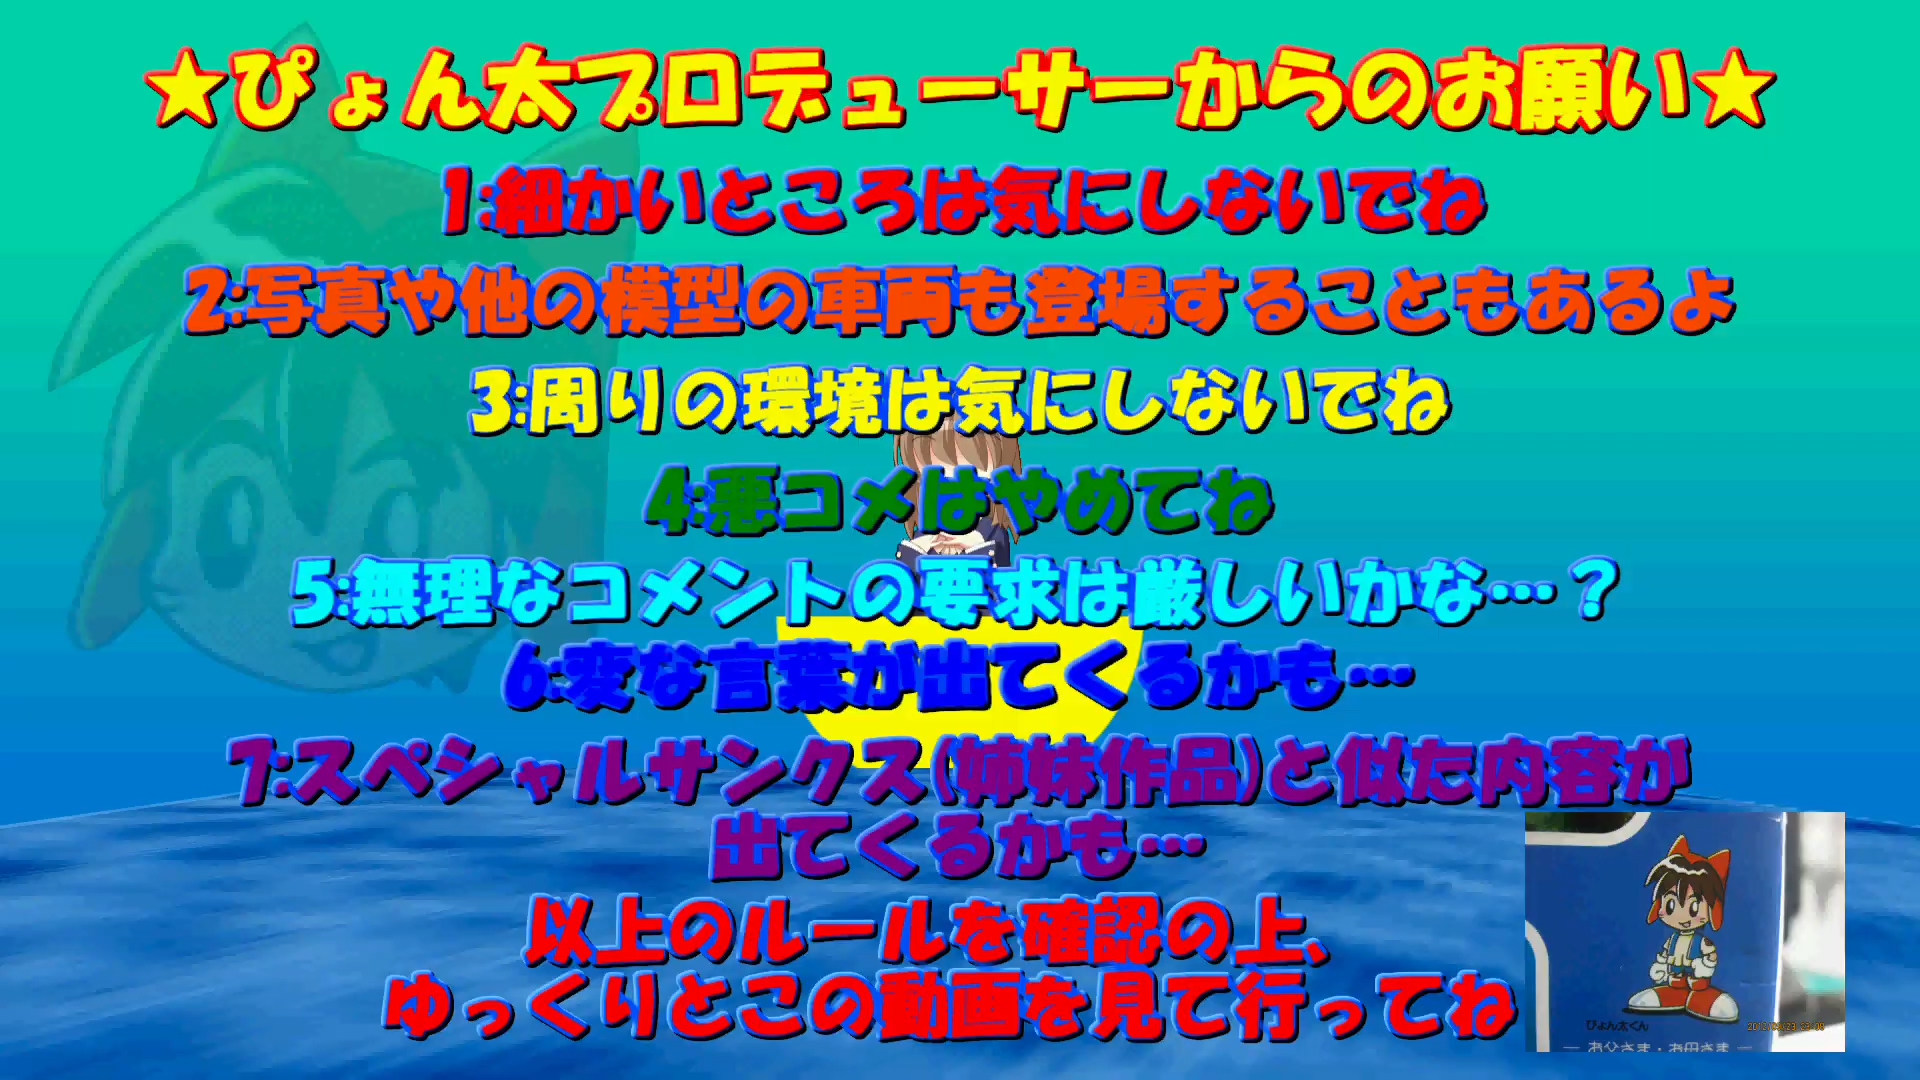 ★ぴょん太プロデューサーからのお願い★
1:細かいところは気にしないでね
2:写真や他の模型の車両も登場することもあるよ
3:周りの環境は気にしないでね
4:悪コメはやめてね
5:無理なコメントの要求は厳しいかな…？
6:変な言葉が出てくるかも…
7:スペシャルサンクス(姉妹作品)と似た内容が
出てくるかも…
以上のルールを確認の上、
ゆっくりとこの動画を見て行ってね
ぴょん太くん
― お父さま・お母さま ―